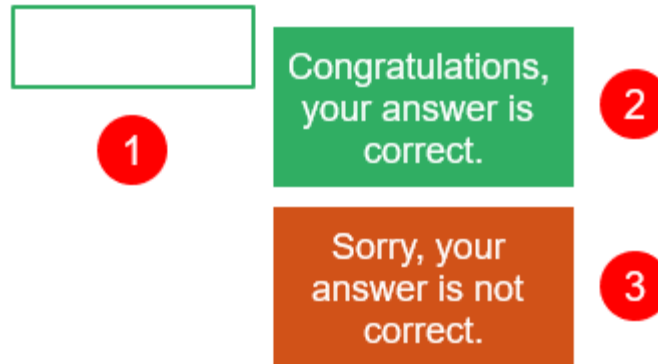 Congratulations,
your answer is
correct.
2
1
Sorry, your
answer is not
correct.
3